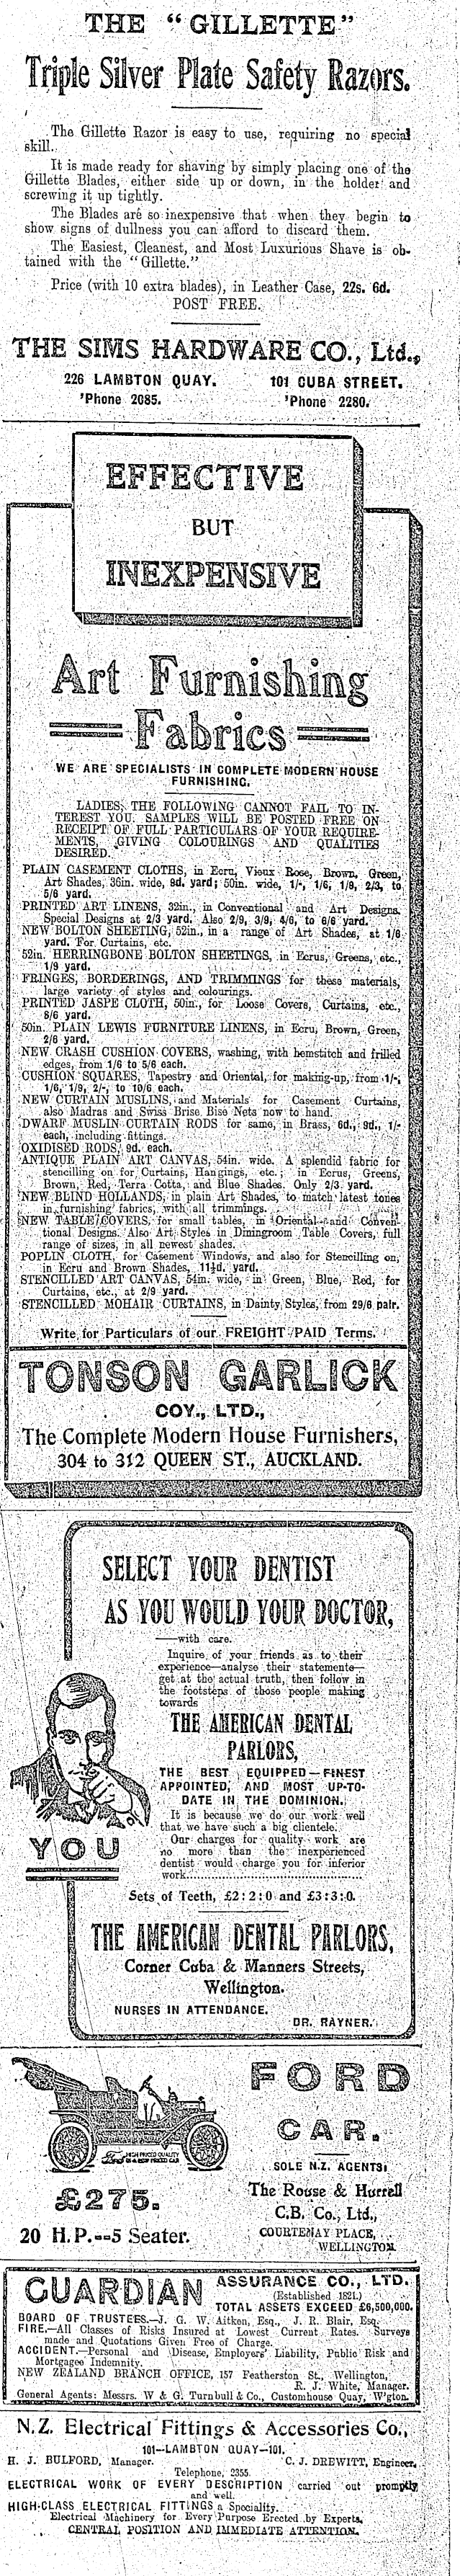 THE "GILLETTE"
Triple Silver Plate Safety Razors.
The Gillette Razor is easy to use, requiring no special
skill.
It is made ready for shaving by simply placing one of the
Gillette Blades, either side up or down, in the holder and
screwing it up tightly.
The Blades are so inexpensive that when they begin to
show signs of dullness you can afford to discard them.
The Easiest, Cleanest, and Most Luxurious Shave is ob-
tained with the "Gillette."
Price (with 10 extra blades), in Leather Case, 22s. 6d.
POST FREE.
THE SIMS HARDWARE CO., Ltd.,
226 LAMBTON QUAY. 101 CUBA STREET.
'Phone 2085. 'Phone 2280.
EFFECTIVE
BUT
INEXPENSIVE
Art Furnishing
Fabrics
WE ARE SPECIALISTS IN COMPLETE MODERN HOUSE
FURNISHING.
LADIES, THE FOLLOWING CANNOT FAIL TO IN-
TEREST YOU. SAMPLES WILL BE POSTED FREE ON
RECEIPT OF FULL PARTICULARS OF YOUR REQUIRE-
MENTS, GIVING COLOURINGS AND QUALITIES
DESIRED.
PLAIN CASEMENT CLOTHS, in Ecru, Vieux Rose, Brown, Green,
Art Shades, 36in. wide, 9d. yard; 50in. wide, 1/-, 1/6, 1/9, 2/3, to
5/6 yard.
PRINTED ART LINENS, 32in., in Conventional and Art Designs.
Special Designs at 2/3 yard. Also 2/9, 3/9, 4/6, to 6/6 yard.
NEW BOLTON SHEETING, 52in., in a range of Art Shades, at 1/6
yard. For Curtains, etc.
52in. HERRINGBONE BOLTON SHEETINGS, in Ecrus, Greens, etc.,
1/9 yard.
FRINGES, BORDERINGS, AND TRIMMINGS for these materials,
large variety of styles and colourings.
PRINTED JASPE CLOTH, 50in., for Loose Covers, Curtains, etc.,
8/6 yard.
50in. PLAIN LEWIS FURNITURE LINENS, in Ecru, Brown, Green,
2/6 yard.
NEW CRASH CUSHION COVERS, washing, with hemstitch and frilled
edges, from 1/6 to 5/6 each.
CUSHION SQUARES, Tapestry and Oriental, for making-up, from 1/-,
1/6, 1/9, 2/-, to 10/6 each.
NEW CURTAIN MUSLINS, and Materials for Casement Curtains,
also Madras and Swiss Brise Bise Nets now to hand.
DWARF MUSLIN CURTAIN RODS for same, in Brass, 6d., 9d., 1/-
each, including fittings.
OXIDISED RODS, 9d. each.
ANTIQUE PLAIN ART CANVAS, 54in. wide. A splendid fabric for
stencilling on for Curtains, Hangings, etc.; in Ecrus, Greens,
Brown, Red, Terra Cotta, and Blue Shades. Only 2/3 yard.
NEW BLIND HOLLANDS, in plain Art Shades, to match latest tones
in furnishing fabrics, with all trimmings.
NEW TABLE COVERS, for small tables, in Oriental and Conven-
tional Designs. Also Art Styles in Diningroom Table Covers, full
range of sizes, in all newest shades.
POPLIN CLOTH, for Casement Windows, and also for Stencilling on,
in Ecru and Brown Shades, 11½d. yard.
STENCILLED ART CANVAS, 54in. wide, in Green, Blue, Red, for
Curtains, etc., at 2/9 yard.
STENCILLED MOHAIR CURTAINS, in Dainty Styles, from 29/6 pair.
Write for Particulars of our FREIGHT PAID Terms.
TONSON GARLICK
COY., LTD.,
The Complete Modern House Furnishers,
304 to 312 QUEEN ST., AUCKLAND.
SELECT YOUR DENTIST
AS YOU WOULD YOUR DOCTOR,
—with care.
Inquire of your friends as to their
experience—analyse their statements—
get at the actual truth, then follow in
the footsteps of those people making
towards
THE AMERICAN DENTAL
PARLORS,
THE BEST EQUIPPED—FINEST
APPOINTED, AND MOST UP-TO-
DATE IN THE DOMINION.
It is because we do our work well
that we have such a big clientele.
Our charges for quality work are
no more than the inexperienced
dentist would charge you for inferior
work
YOU
Sets of Teeth, £2:2:0 and £3:3:0.
THE AMERICAN DENTAL PARLORS,
Corner Cuba & Manners Streets,
Wellington.
NURSES IN ATTENDANCE.
DR. RAYNER.
FORD
CAR.
HIGH PRICED QUALITY
IN A LOW PRICED CAR
SOLE N.Z. AGENTS:
£275.
The Rouse & Hurrell
C.B. Co., Ltd.,
20 H.P.--5 Seater.
COURTENAY PLACE,
WELLINGTON.
GUARDIAN ASSURANCE CO., LTD.
(Established 1821.)
TOTAL ASSETS EXCEED £6,500,000.
BOARD OF TRUSTEES.—J. G. W. Aitken, Esq., J. R. Blair, Esq.
FIRE.—All Classes of Risks Insured at Lowest Current Rates. Surveys
made and Quotations Given Free of Charge.
ACCIDENT.—Personal and Disease, Employers' Liability, Public Risk and
Mortgagee Indemnity.
NEW ZEALAND BRANCH OFFICE, 157 Featherston St., Wellington,
R. J. White, Manager.
General Agents: Messrs. W & G. Turnbull & Co., Customhouse Quay, W'gton.
N.Z. Electrical Fittings & Accessories Co.,
101—LAMBTON QUAY—101.
H. J. BULFORD, Manager. C. J. DREWITT, Engineer.
Telephone, 2355.
ELECTRICAL WORK OF EVERY DESCRIPTION carried out promptly
and well.
HIGH-CLASS ELECTRICAL FITTINGS a Speciality.
Electrical Machinery for Every Purpose Erected by Experts.
CENTRAL POSITION AND IMMEDIATE ATTENTION.